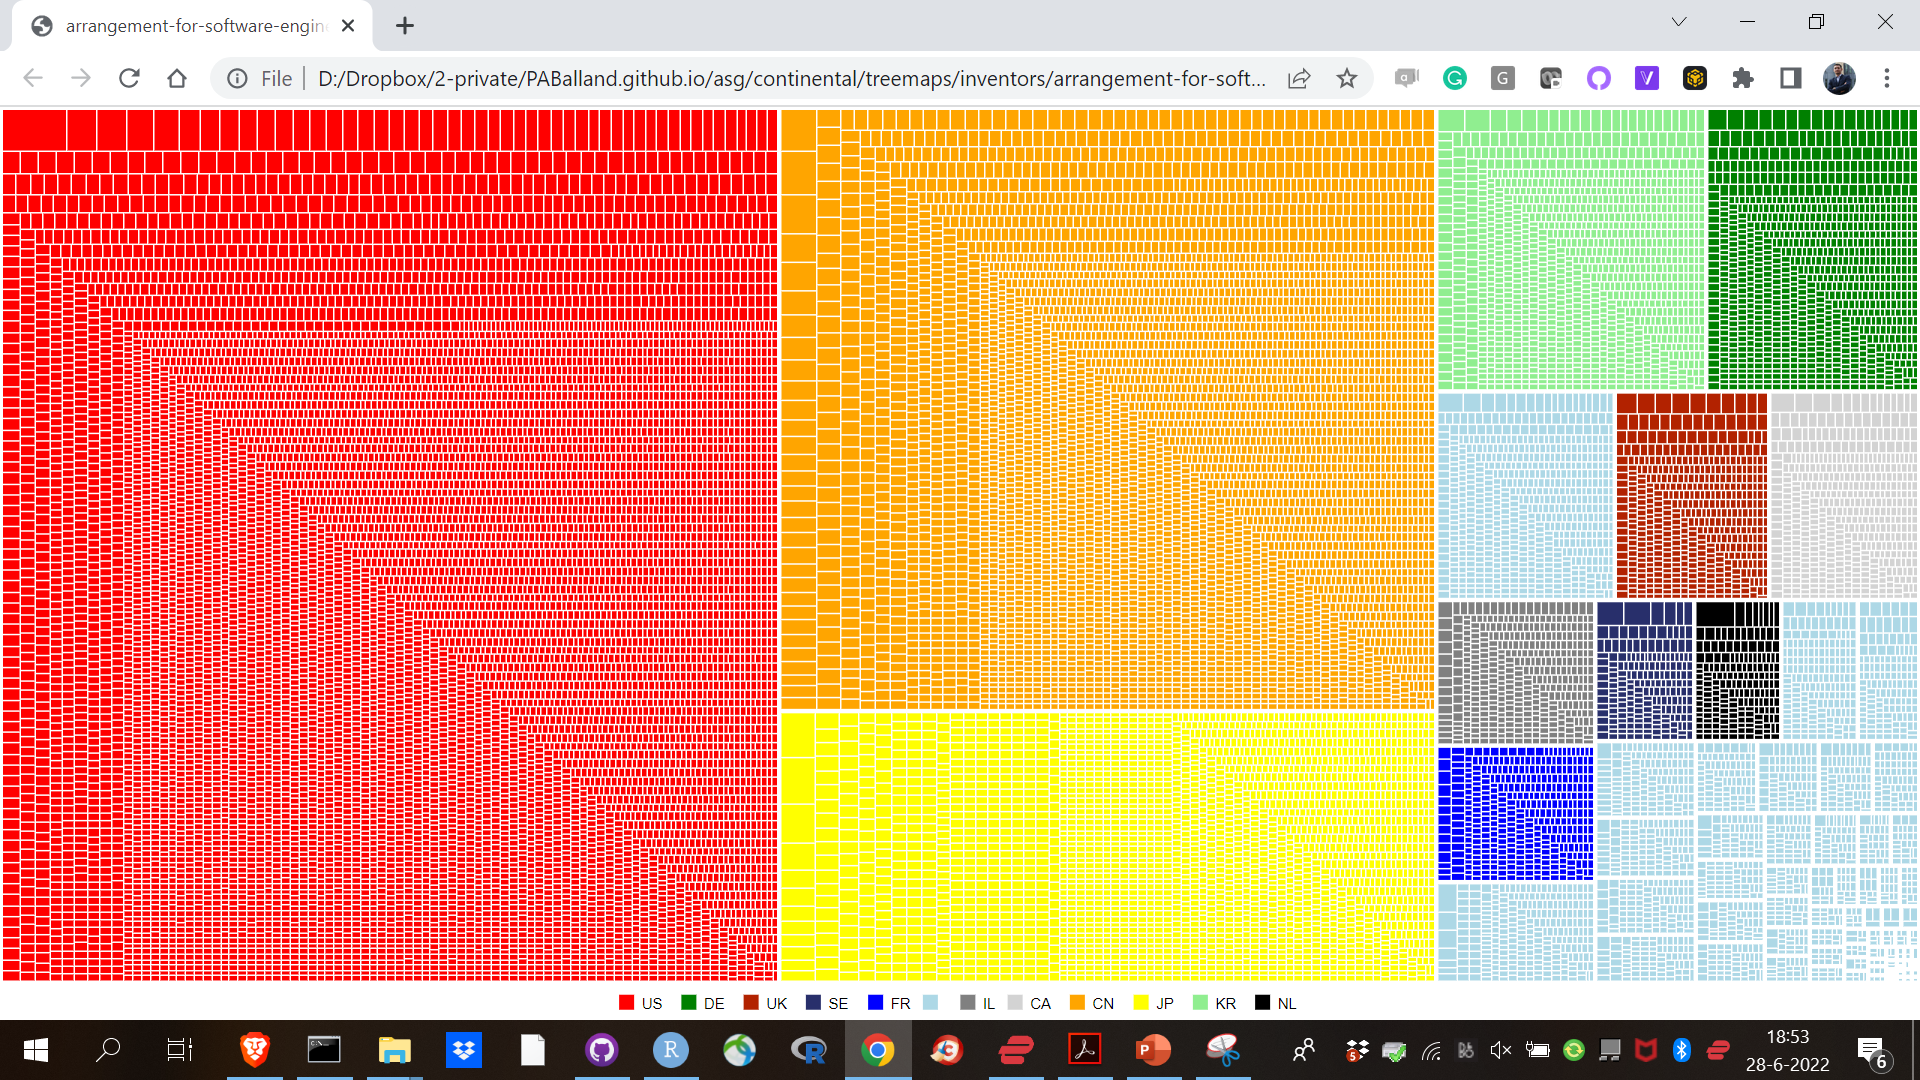 arrangement-for-software-engin
File D:/Dropbox/2-private/PABalland.github.io/asg/continental/treemaps/inventors/arrangement-for-soft...
US DE UK SE FR IL CA CN JP KR NL
18:53
28-6-2022
5
6